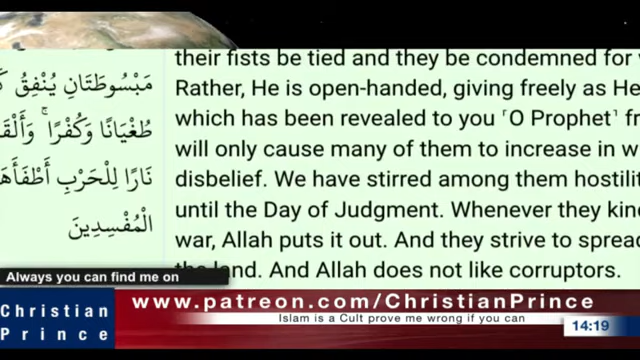 their fists be tied and they be condemned for
Rather, He is open-handed, giving freely as He
which has been revealed to you ˹O Prophet˺
will only cause many of them to increase in
disbelief. We have stirred among them
until the Day of Judgment. Whenever they
war, Allah puts it out. And they strive to spread
the land. And Allah does not like corruptors.
مَبْسُوطَتَانِ يُنفِقُ
طُغْيَانًا وَكُفْرًا ۚ
نَارًا لِّلْحَرْبِ
الْمُفْسِدِينَ
Always you can find me on
Christian
Prince
www.patreon.com/ChristianPrince
Islam is a Cult prove me wrong if you can
14:19